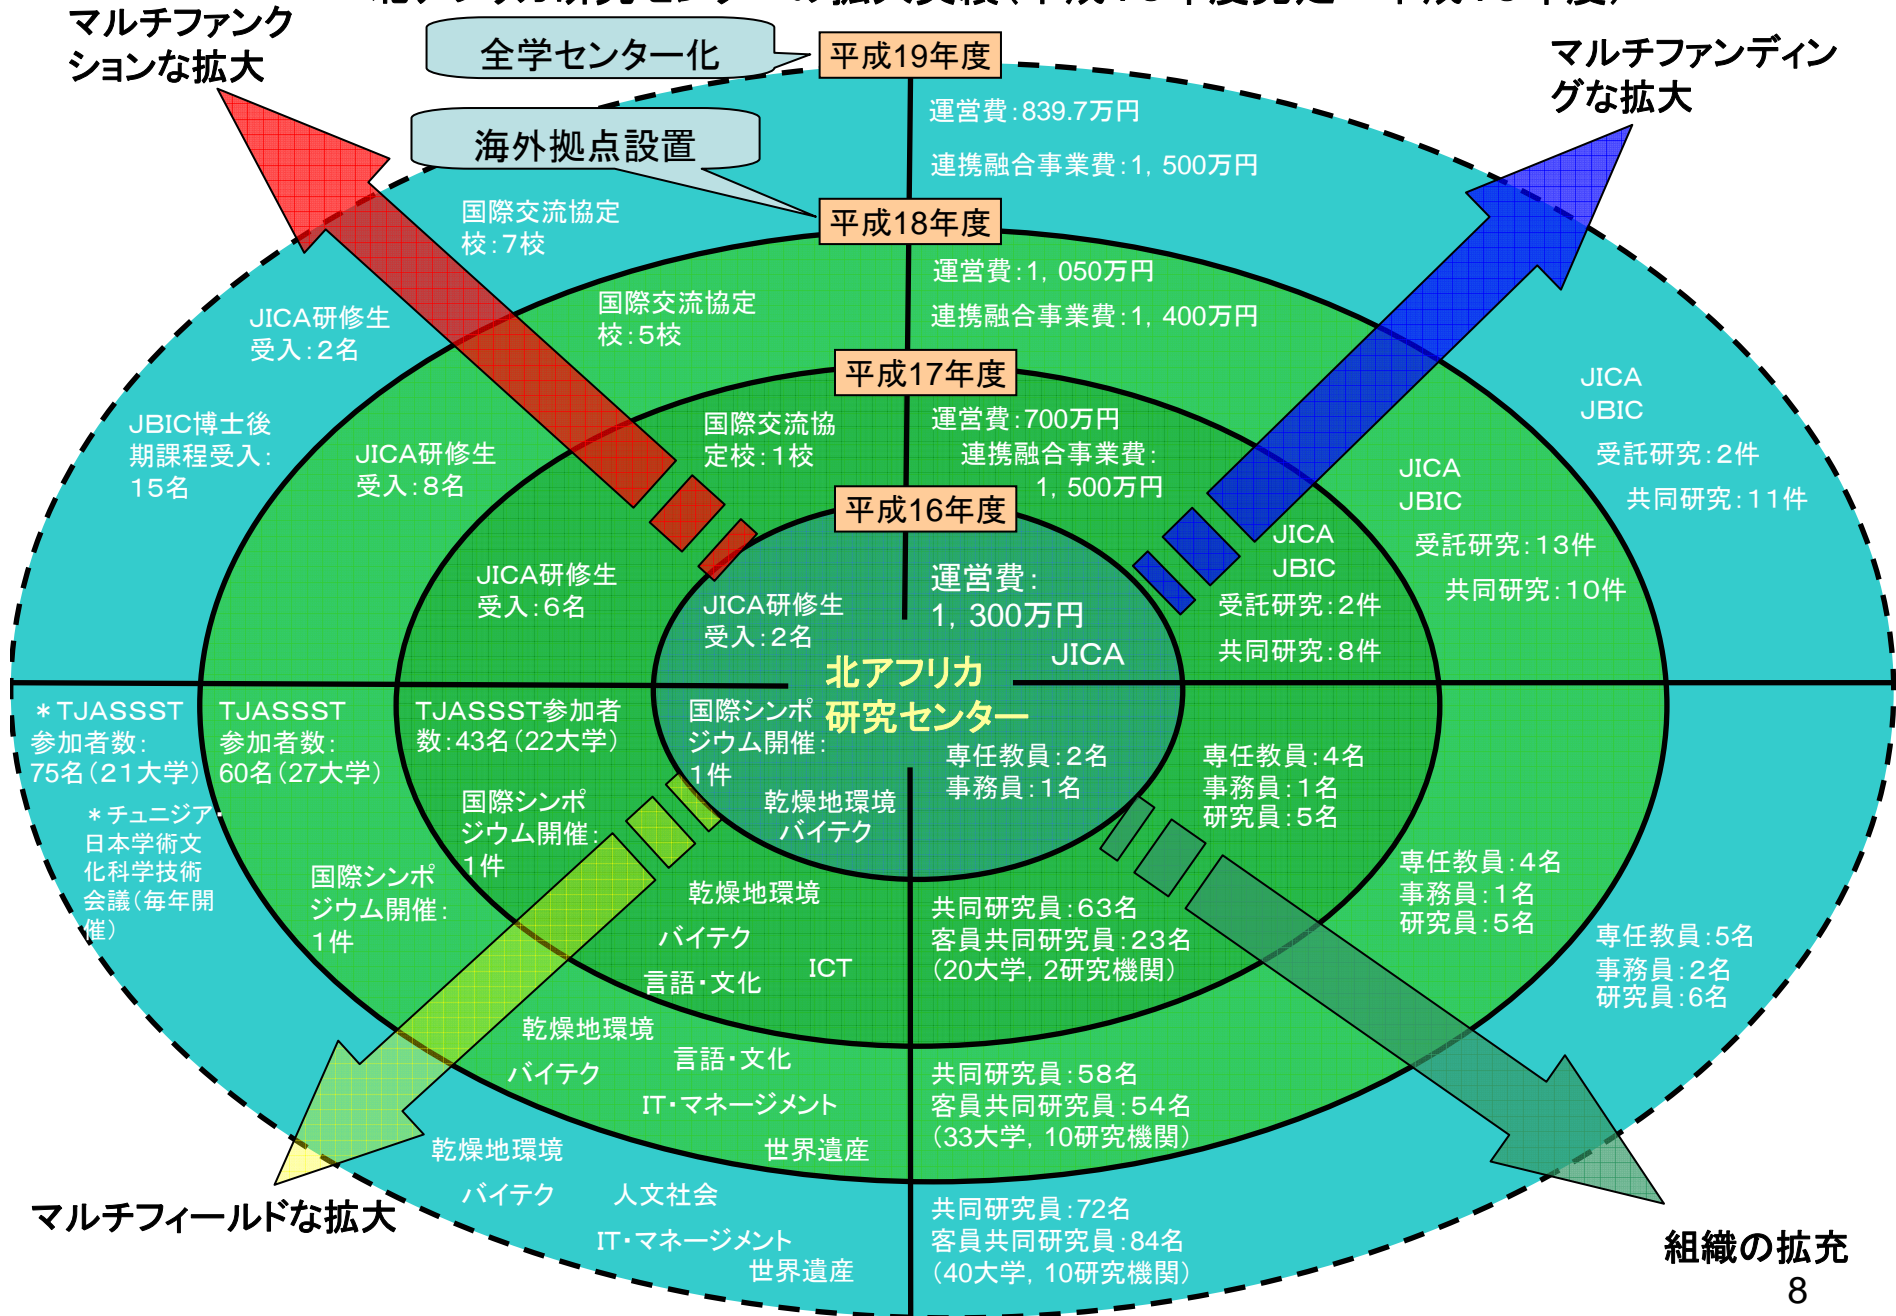 マルチファンク
ションな拡大
全学センター化
平成19年度
マルチファンディン
グな拡大
運営費:839.7万円
連携融合事業費:1，500万円
海外拠点設置
国際交流協定
校:7校
平成18年度
運営費:1，050万円
連携融合事業費:1，400万円
国際交流協定
校:5校
JICA研修生
受入:2名
平成17年度
運営費:700万円
連携融合事業費:
1，500万円
国際交流協
定校:1校
JICA
JBIC
受託研究:2件
共同研究:11件
JBIC博士後
期課程受入:
15名
JICA研修生
受入:8名
JICA
JBIC
受託研究:13件
共同研究:10件
平成16年度
JICA
JBIC
受託研究:2件
共同研究:8件
JICA研修生
受入:6名
JICA研修生
受入:2名
運営費:
1，300万円
JICA
北アフリカ
研究センター
＊TJASSST
参加者数:
75名(21大学)
＊チュニジア・
日本学術文
化科学技術
会議(毎年開
催)
TJASSST
参加者数:
60名(27大学)
TJASSST参加者
数:43名(22大学)
国際シンポ
ジウム開催:
1件
乾燥地環境
バイテク
専任教員:2名
事務員:1名
専任教員:4名
事務員:1名
研究員:5名
国際シンポ
ジウム開催:
1件
国際シンポ
ジウム開催:
1件
専任教員:4名
事務員:1名
研究員:5名
専任教員:5名
事務員:2名
研究員:6名
乾燥地環境
バイテク
ICT
言語・文化
共同研究員:63名
客員共同研究員:23名
(20大学，2研究機関)
乾燥地環境
言語・文化
バイテク
IT・マネージメント
世界遺産
共同研究員:58名
客員共同研究員:54名
(33大学，10研究機関)
乾燥地環境
バイテク
人文社会
IT・マネージメント
世界遺産
共同研究員:72名
客員共同研究員:84名
(40大学，10研究機関)
マルチフィールドな拡大
組織の拡充
8